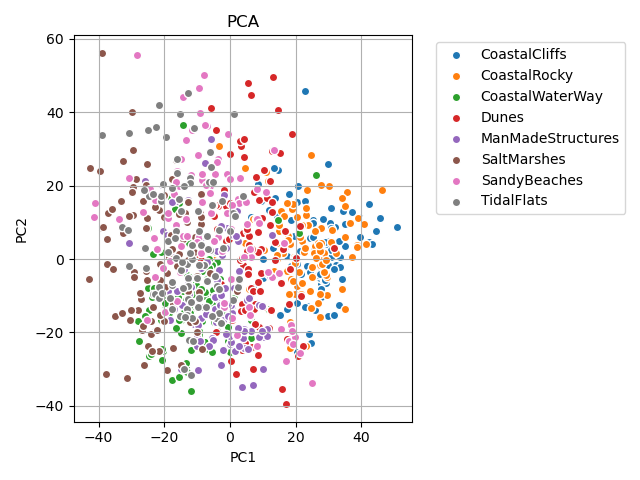 PCA
60
40
20
0
−20
−40
PC2
−40 −20 0 20 40
PC1
CoastalCliffs
CoastalRocky
CoastalWaterWay
Dunes
ManMadeStructures
SaltMarshes
SandyBeaches
TidalFlats